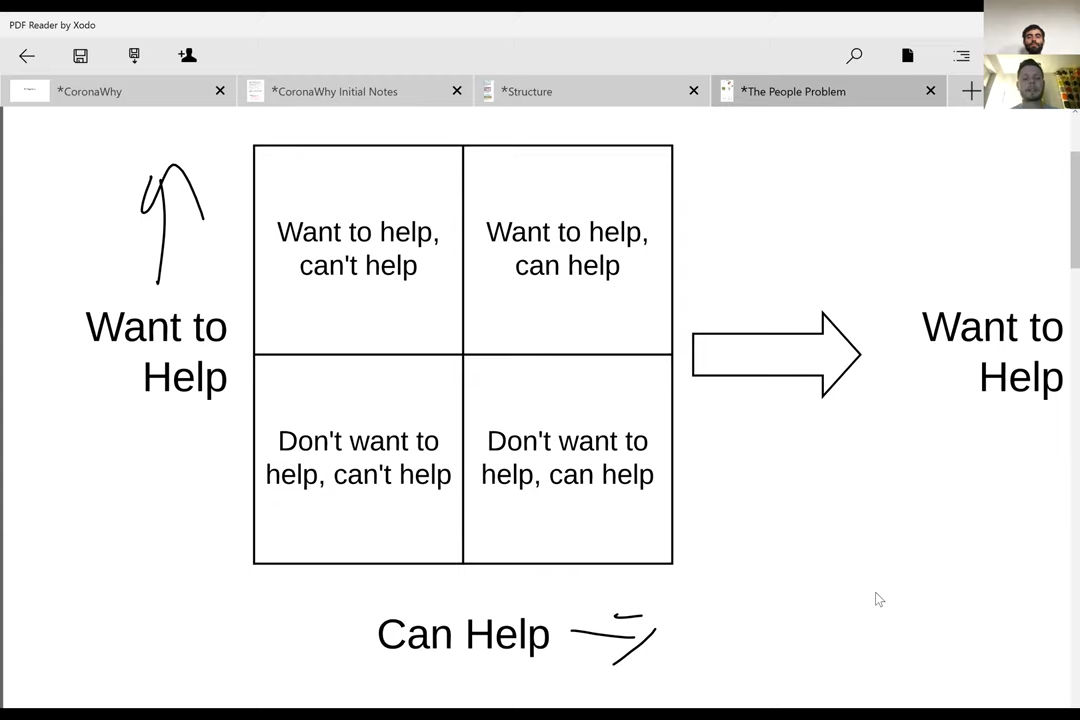 PDF Reader by Xodo
*CoronaWhy
*CoronaWhy Initial Notes
*Structure
*The People Problem
Want to help,
can't help
Want to help,
can help
Want to
Help
Want to
Help
Don't want to
help, can't help
Don't want to
help, can help
Can Help